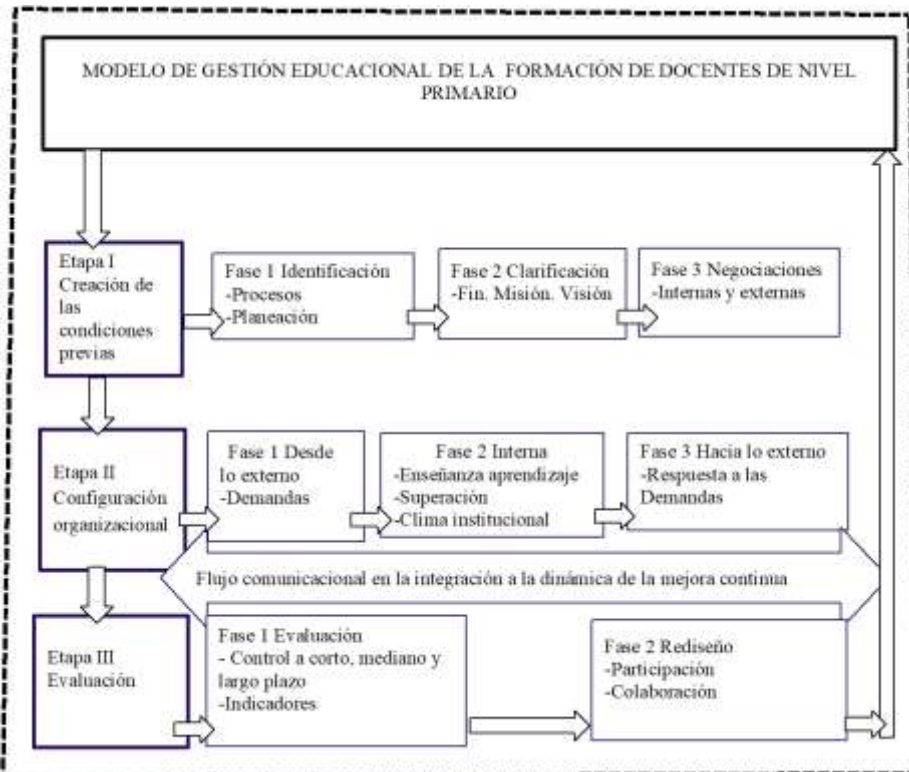 MODELO DE GESTIÓN EDUCACIONAL DE LA FORMACIÓN DE DOCENTES DE NIVEL
PRIMARIO
Etapa I
Creación de
las
condiciones
previas
Fase 1 Identificación
-Procesos
-Planeación
Fase 2 Clarificación
-Fin. Misión. Visión
Fase 3 Negociaciones
-Internas y externas
Etapa II
Configuración
organizacional
Fase 1 Desde
lo externo
-Demandas
Fase 2 Interna
-Enseñanza aprendizaje
-Superación
-Clima institucional
Fase 3 Hacia lo externo
-Respuesta a las
Demandas
Flujo comunicacional en la integración a la dinámica de la mejora continua
Etapa III
Evaluación
Fase 1 Evaluación
- Control a corto, mediano y
largo plazo
-Indicadores
Fase 2 Rediseño
-Participación
-Colaboración